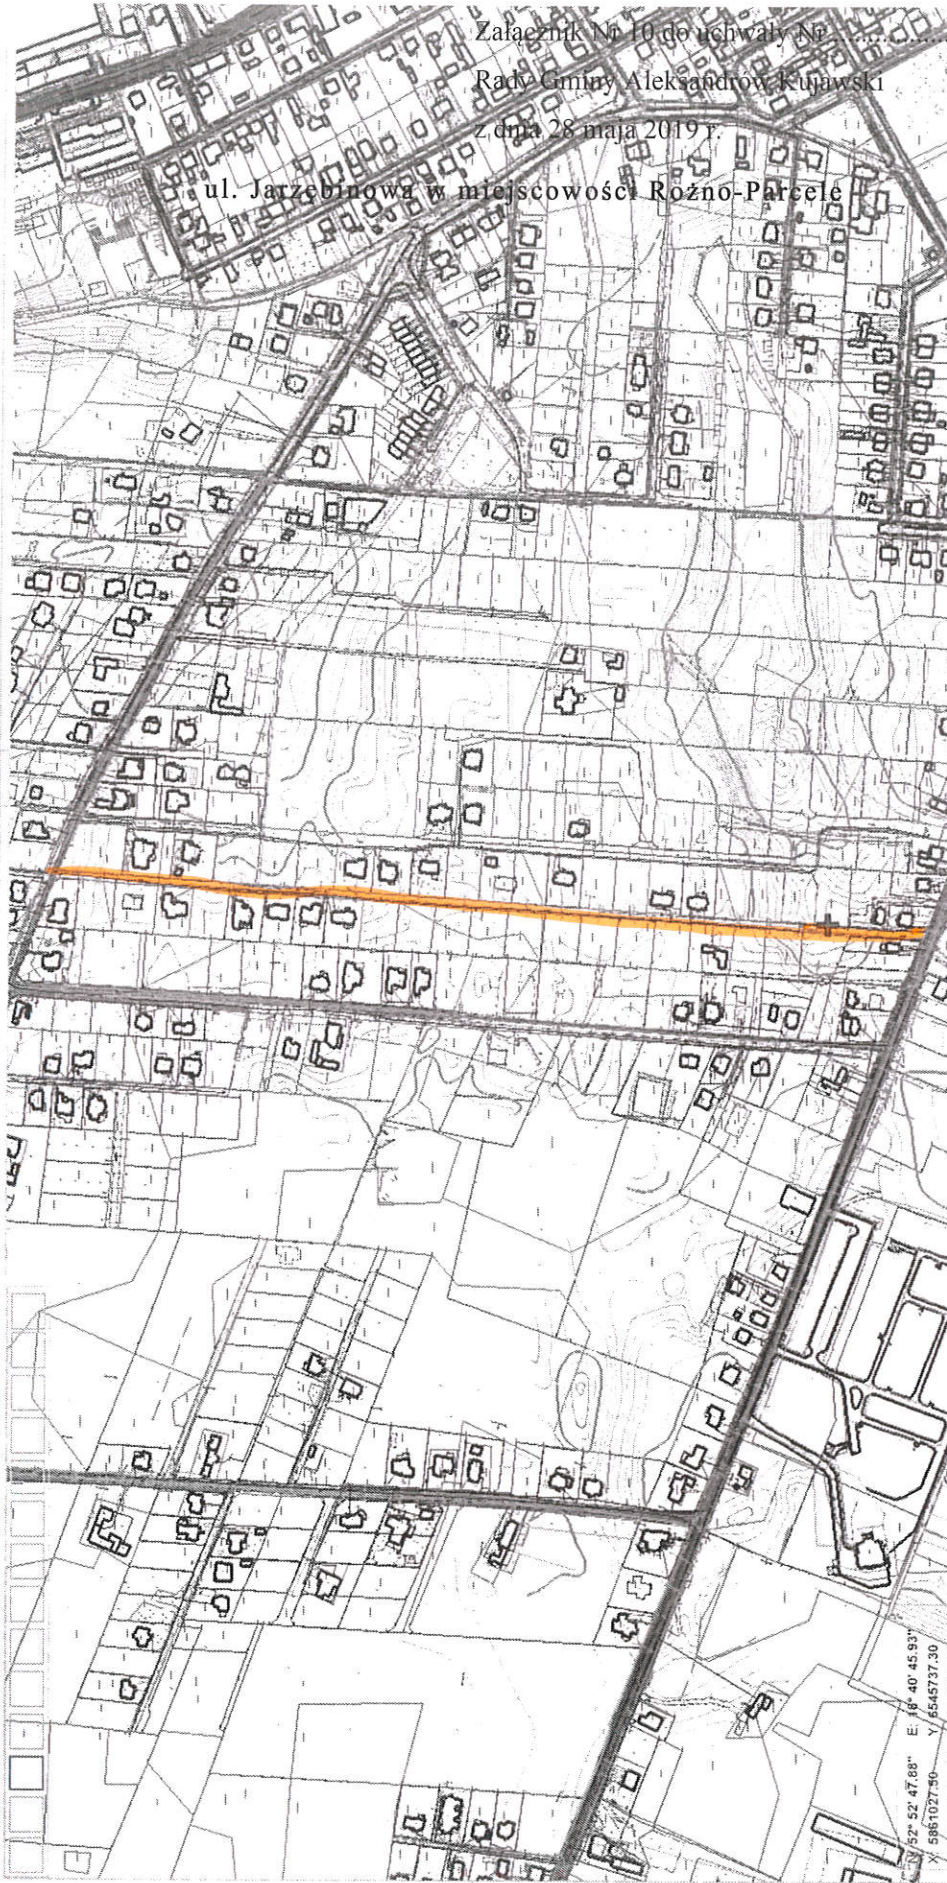 Załącznik Nr 10 do uchwały Nr....................
Rady Gminy Aleksandrów Kujawski
z dnia 28 maja 2019 r.
ul. Jarzębinowa w miejscowości Rożno-Parcele
N: 52° 52' 47.88" E: 18° 40' 45.93"
X: 5861027.50 Y: 6545737.30